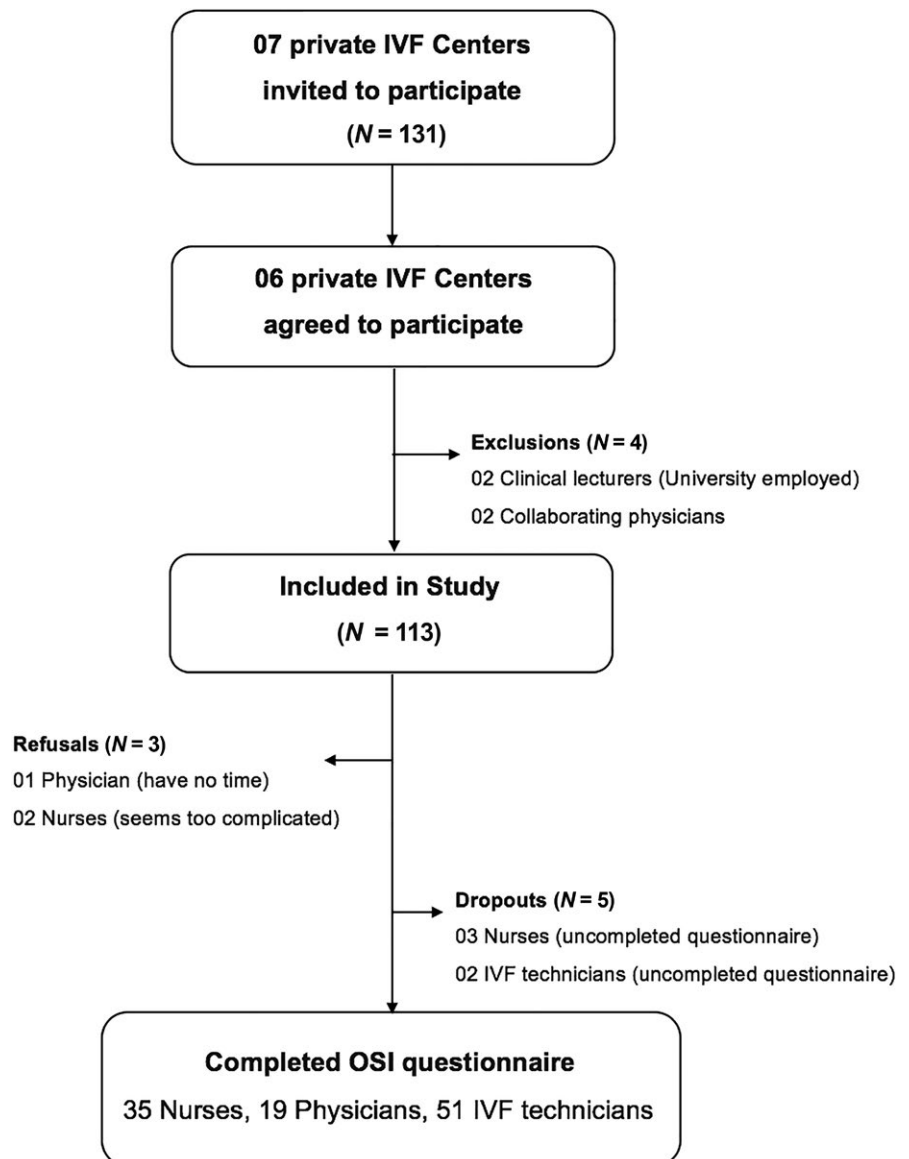 07 private IVF Centers
invited to participate
(N = 131)
06 private IVF Centers
agreed to participate
Exclusions (N = 4)
02 Clinical lecturers (University employed)
02 Collaborating physicians
Included in Study
(N = 113)
Refusals (N = 3)
01 Physician (have no time)
02 Nurses (seems too complicated)
Dropouts (N = 5)
03 Nurses (uncompleted questionnaire)
02 IVF technicians (uncompleted questionnaire)
Completed OSI questionnaire
35 Nurses, 19 Physicians, 51 IVF technicians